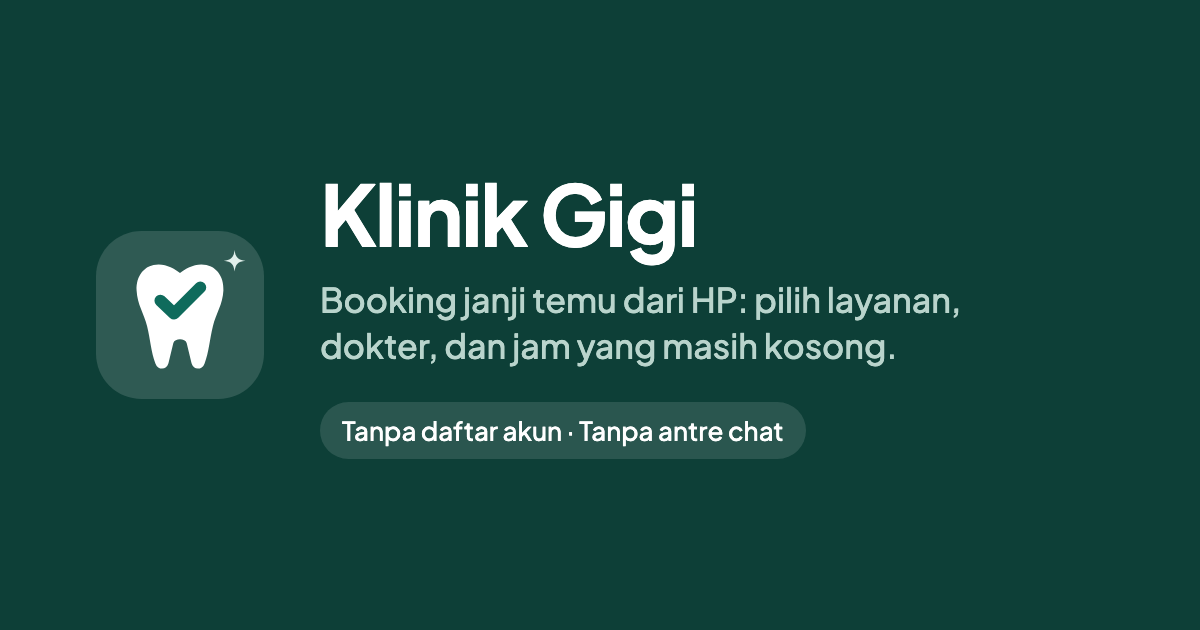 Klinik Gigi
Booking janji temu dari HP: pilih layanan,
dokter, dan jam yang masih kosong.
Tanpa daftar akun · Tanpa antre chat